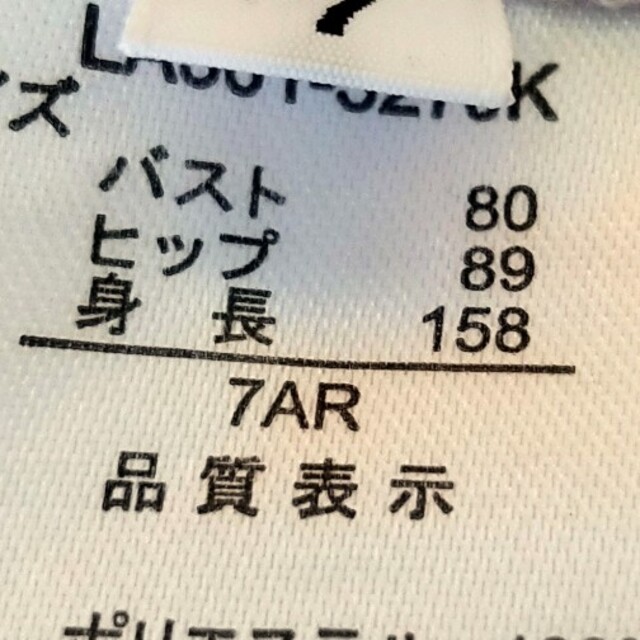 ズ
バスト 80
ヒップ 89
身長 158
7AR
品質表示